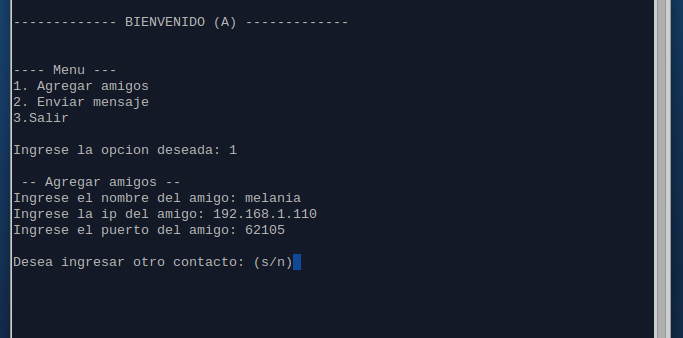 ------------- BIENVENIDO (A) -------------
---- Menu ---
1. Agregar amigos
2. Enviar mensaje
3.Salir
Ingrese la opcion deseada: 1
-- Agregar amigos --
Ingrese el nombre del amigo: melania
Ingrese la ip del amigo: 192.168.1.110
Ingrese el puerto del amigo: 62105
Desea ingresar otro contacto: (s/n)